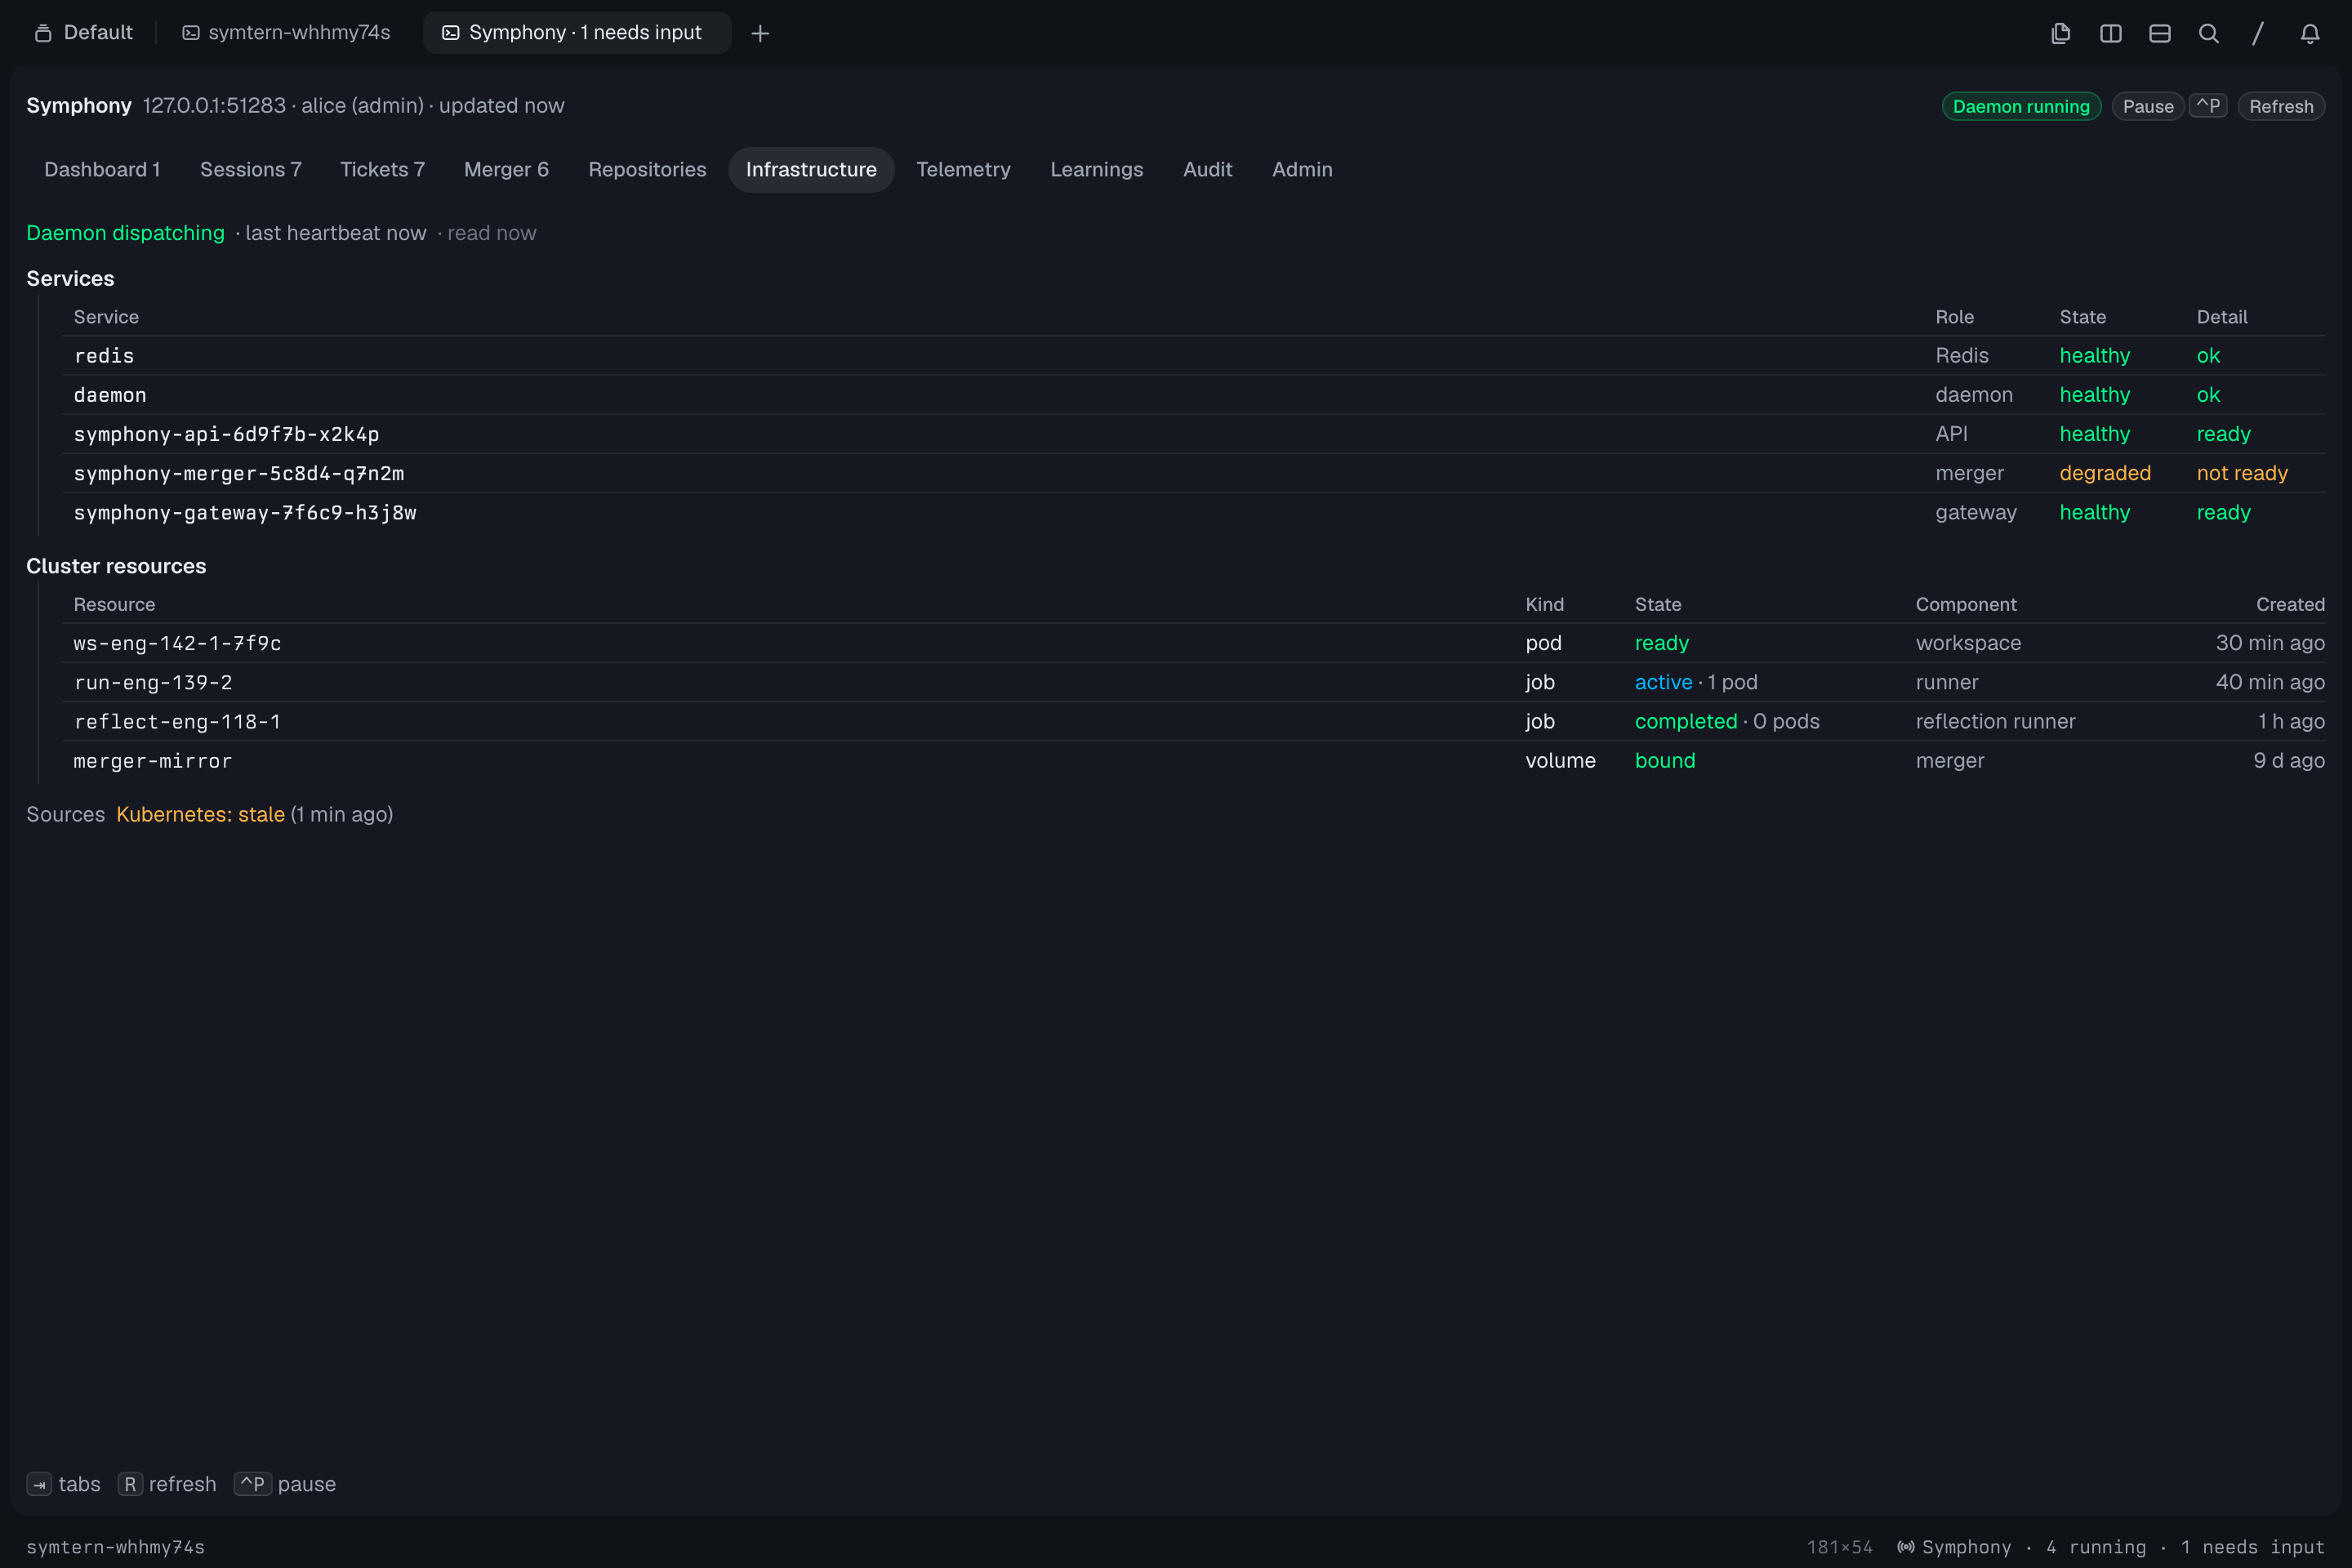 Default symtern-whhmy74s Symphony · 1 needs input
Symphony 127.0.0.1:51283 · alice (admin) · updated now Daemon running Pause ^P Refresh
Dashboard 1 Sessions 7 Tickets 7 Merger 6 Repositories Infrastructure Telemetry Learnings Audit Admin
Daemon dispatching · last heartbeat now · read now
Services
Service Role State Detail
redis Redis healthy ok
daemon daemon healthy ok
symphony-api-6d9f7b-x2k4p API healthy ready
symphony-merger-5c8d4-q7n2m merger degraded not ready
symphony-gateway-7f6c9-h3j8w gateway healthy ready
Cluster resources
Resource Kind State Component Created
ws-eng-142-1-7f9c pod ready workspace 30 min ago
run-eng-139-2 job active · 1 pod runner 40 min ago
reflect-eng-118-1 job completed · 0 pods reflection runner 1 h ago
merger-mirror volume bound merger 9 d ago
Sources Kubernetes: stale (1 min ago)
⇥ tabs R refresh ^P pause
symtern-whhmy74s 181×54 Symphony · 4 running · 1 needs input